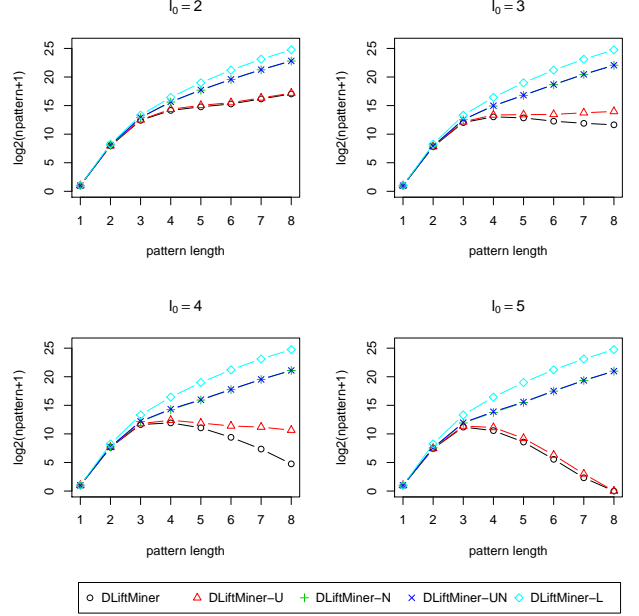 l₀ = 2
l₀ = 3
log2(npattern+1)
0 5 10 15 20 25
1 2 3 4 5 6 7 8
pattern length
log2(npattern+1)
0 5 10 15 20 25
1 2 3 4 5 6 7 8
pattern length
l₀ = 4
l₀ = 5
log2(npattern+1)
0 5 10 15 20 25
1 2 3 4 5 6 7 8
pattern length
log2(npattern+1)
0 5 10 15 20 25
1 2 3 4 5 6 7 8
pattern length
DLiftMiner DLiftMiner−U DLiftMiner−N DLiftMiner−UN DLiftMiner−L